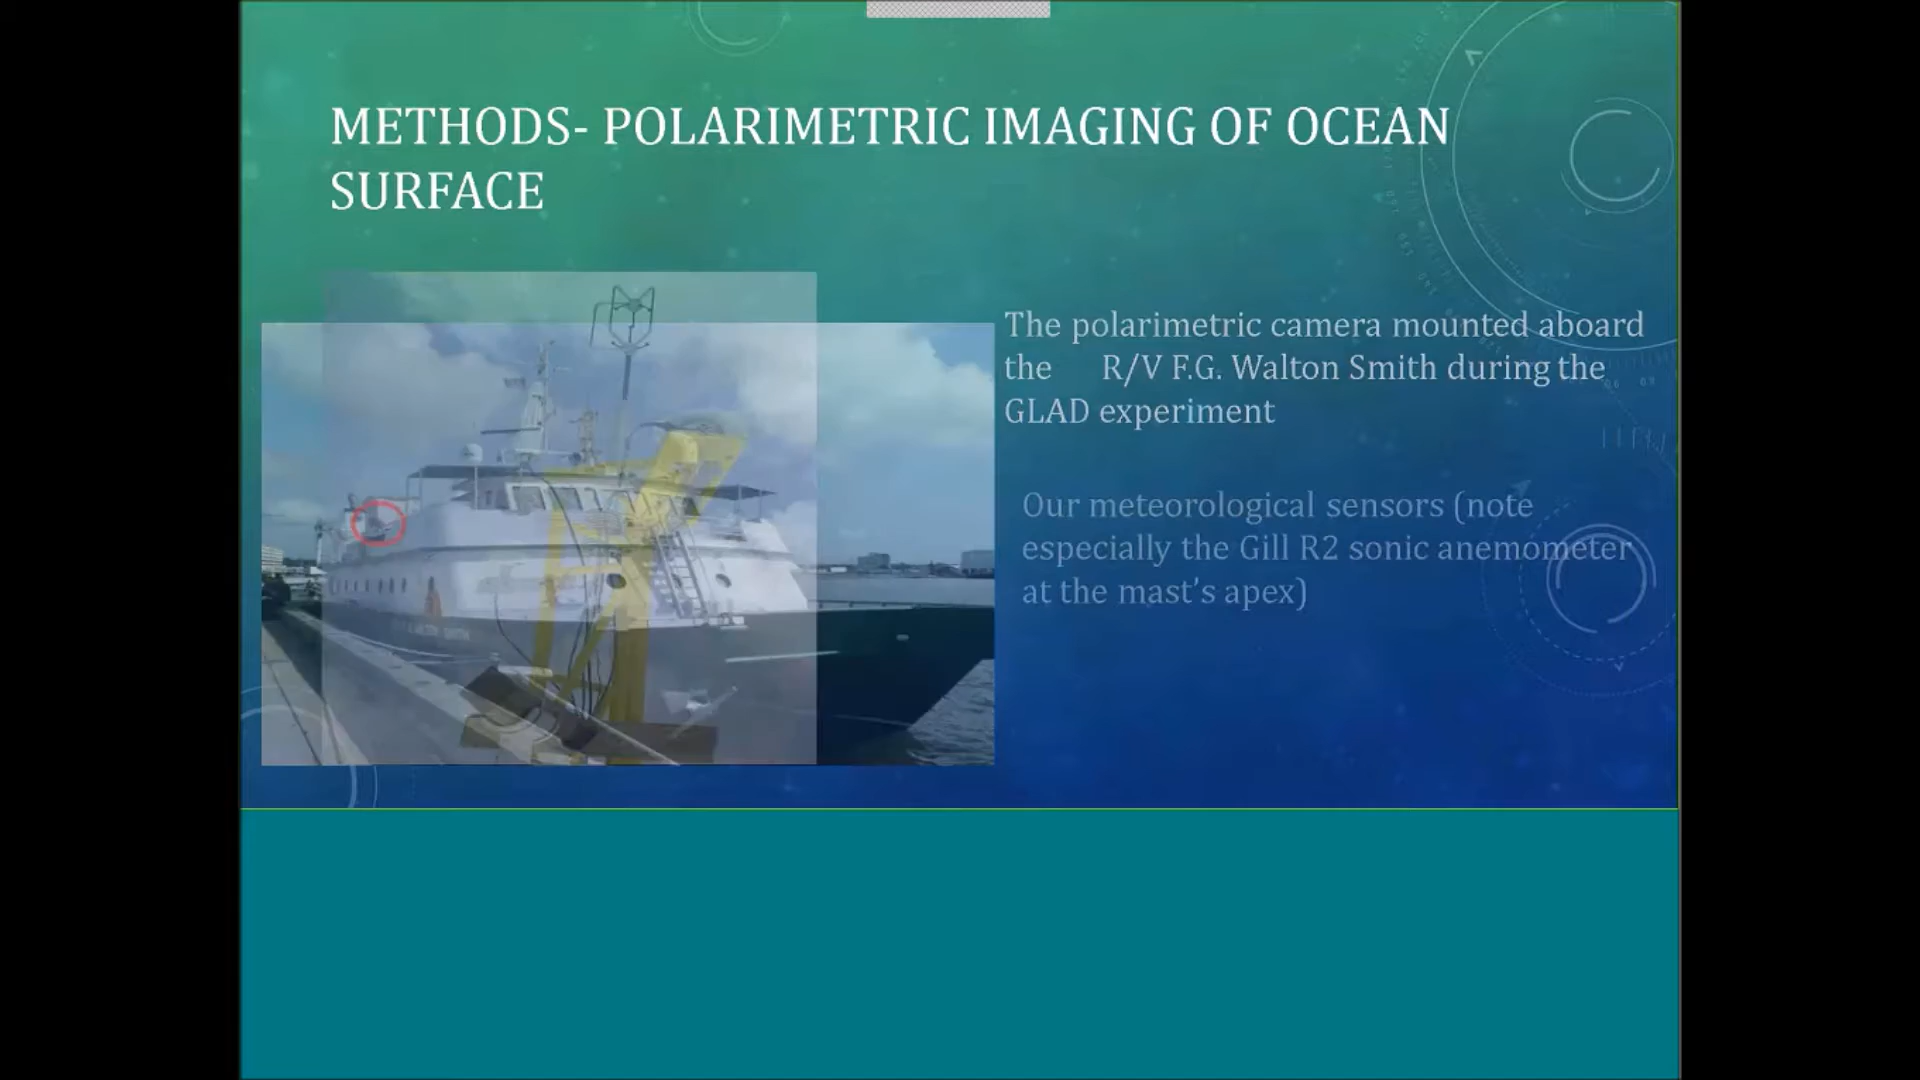 METHODS- POLARIMETRIC IMAGING OF OCEAN
SURFACE
The polarimetric camera mounted aboard
the R/V F.G. Walton Smith during the
GLAD experiment
Our meteorological sensors (note
especially the Gill R2 sonic anemometer
at the mast's apex)